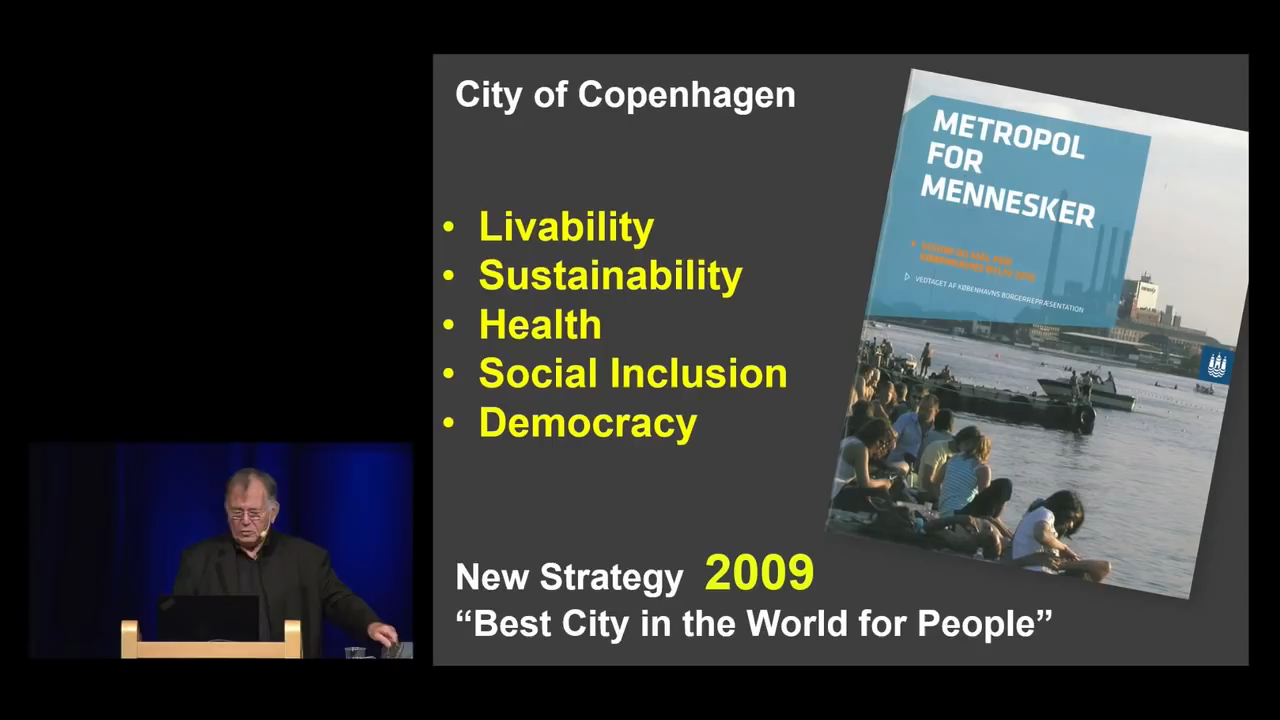 City of Copenhagen
• Livability
• Sustainability
• Health
• Social Inclusion
• Democracy
New Strategy 2009
“Best City in the World for People”
METROPOL
FOR
MENNESKER
VEDTAGET AF KØBENHAVNS BORGERREPRÆSENTATION